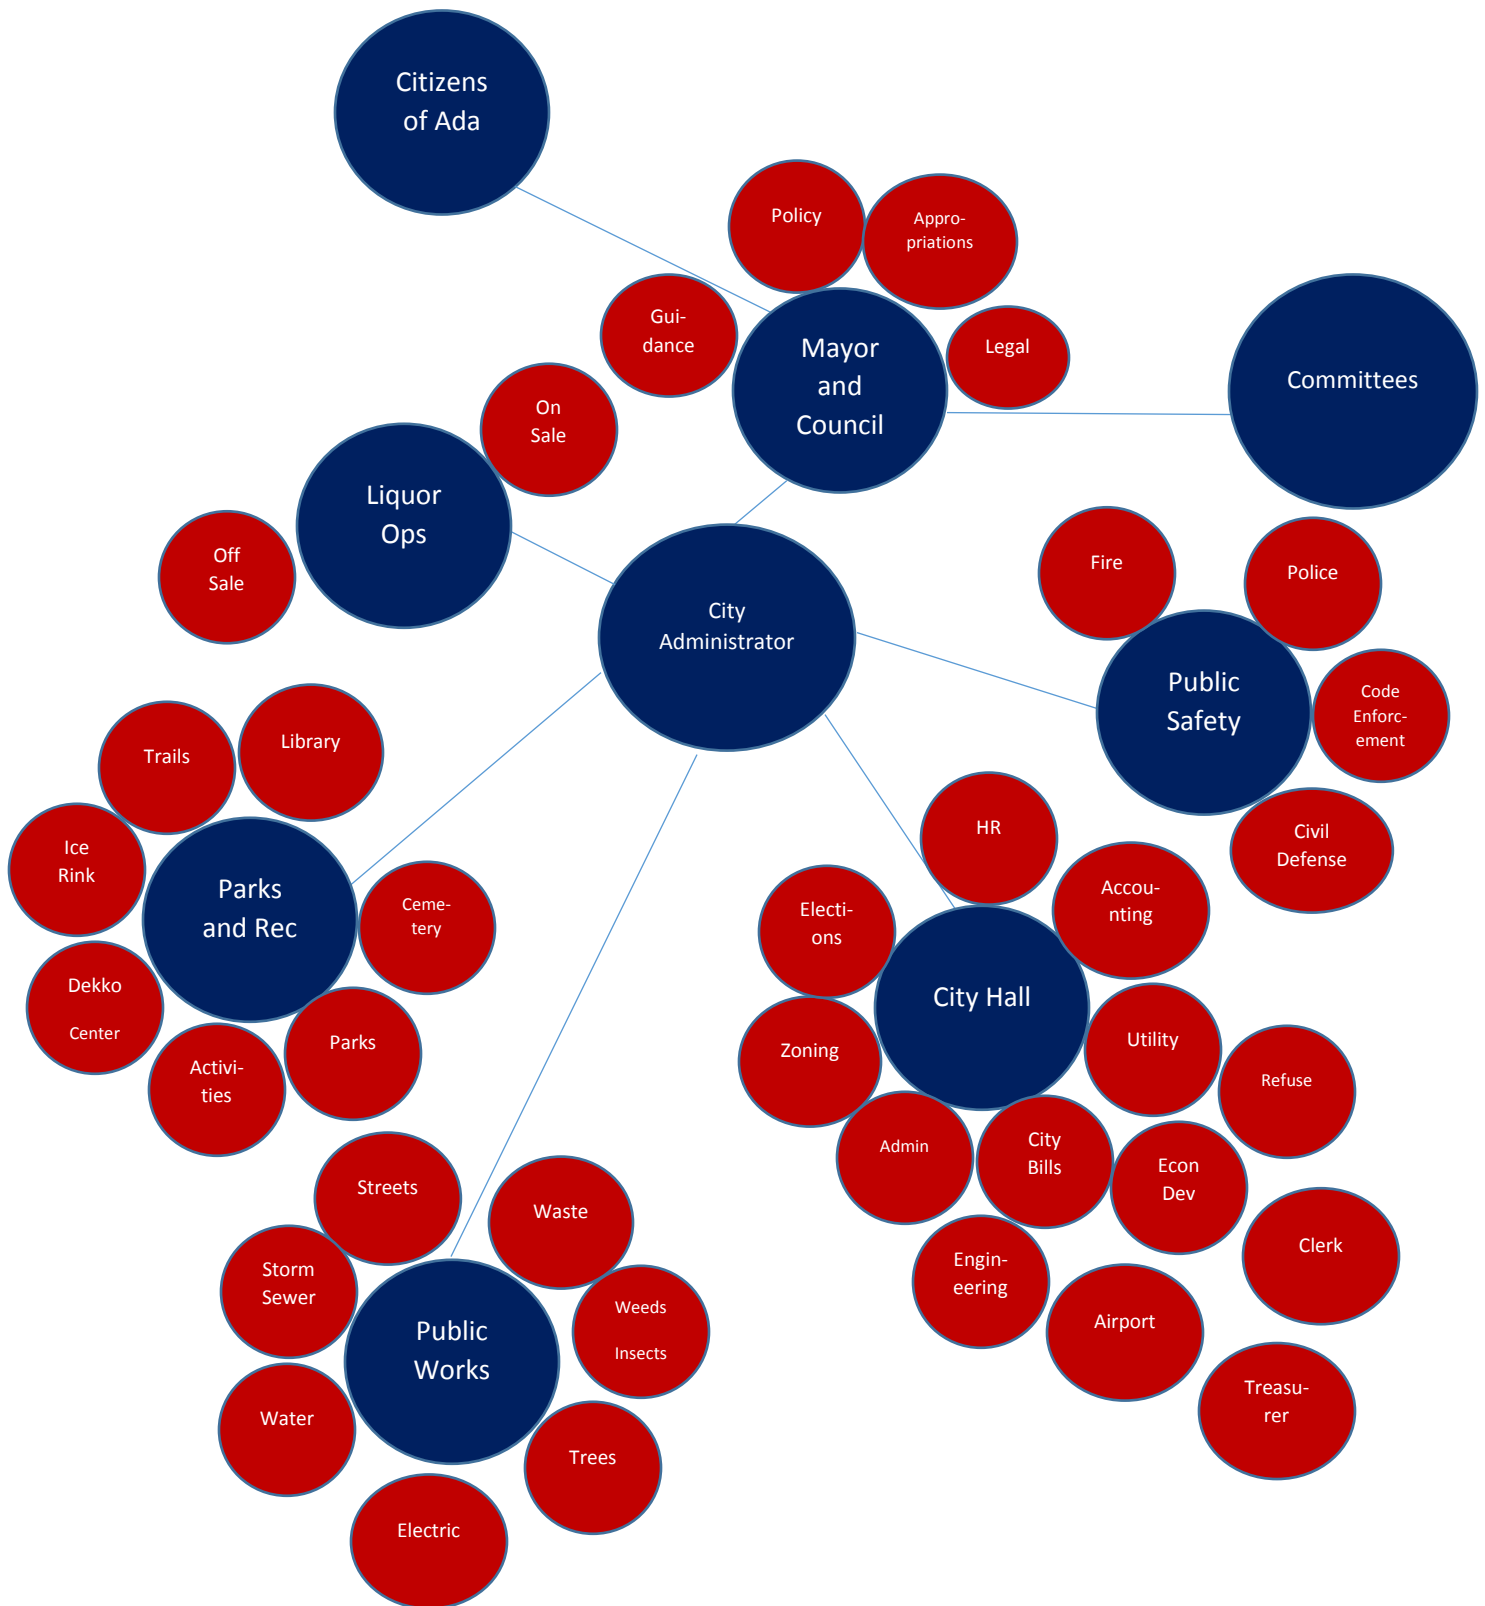 Citizens
of Ada
Policy
Appro-
priations
Gui-
dance
Legal
Mayor
and
Council
Committees
On
Sale
Liquor
Ops
Off
Sale
City
Administrator
Fire
Police
Public
Safety
Code
Enforc-
ement
Civil
Defense
Trails
Library
Ice
Rink
Parks
and Rec
Ceme-
tery
Dekko
Center
Activi-
ties
Parks
HR
Accou-
nting
Electi-
ons
City Hall
Zoning
Utility
Refuse
Admin
City
Bills
Econ
Dev
Clerk
Engin-
eering
Airport
Treasu-
rer
Streets
Waste
Storm
Sewer
Weeds
Insects
Public
Works
Water
Trees
Electric